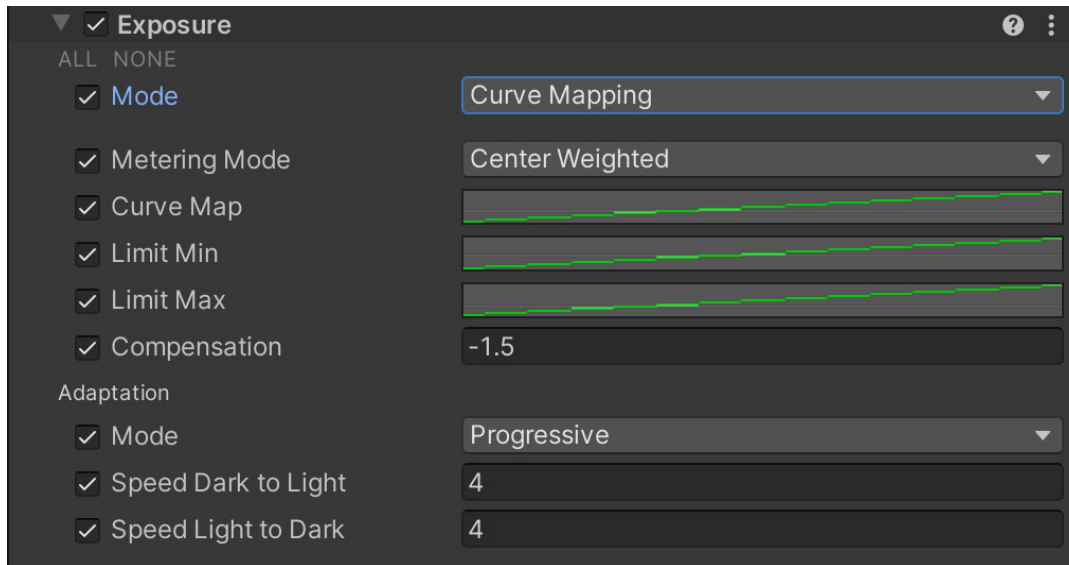 Exposure
ALL NONE
Mode Curve Mapping
Metering Mode Center Weighted
Curve Map
Limit Min
Limit Max
Compensation -1.5
Adaptation
Mode Progressive
Speed Dark to Light 4
Speed Light to Dark 4